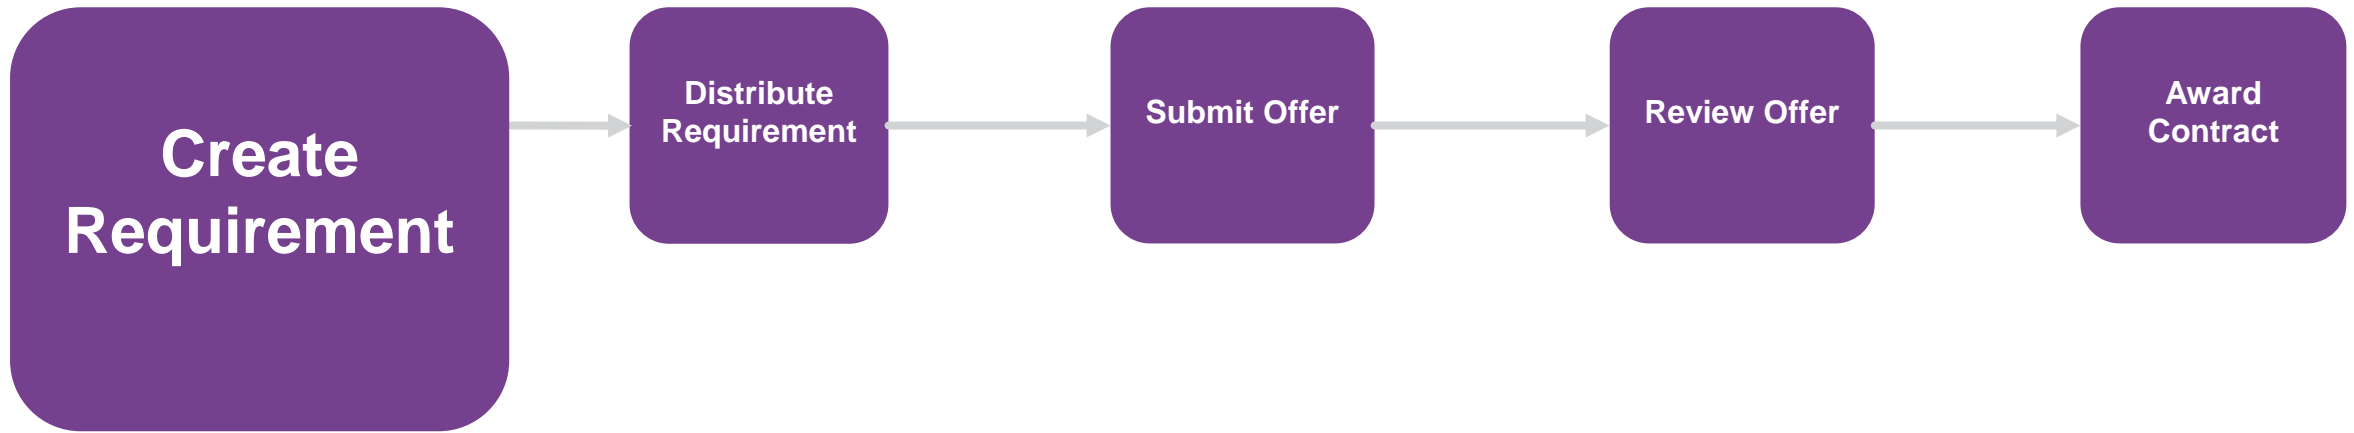 Create
Requirement
Distribute
Requirement
Submit Offer
Review Offer
Award
Contract